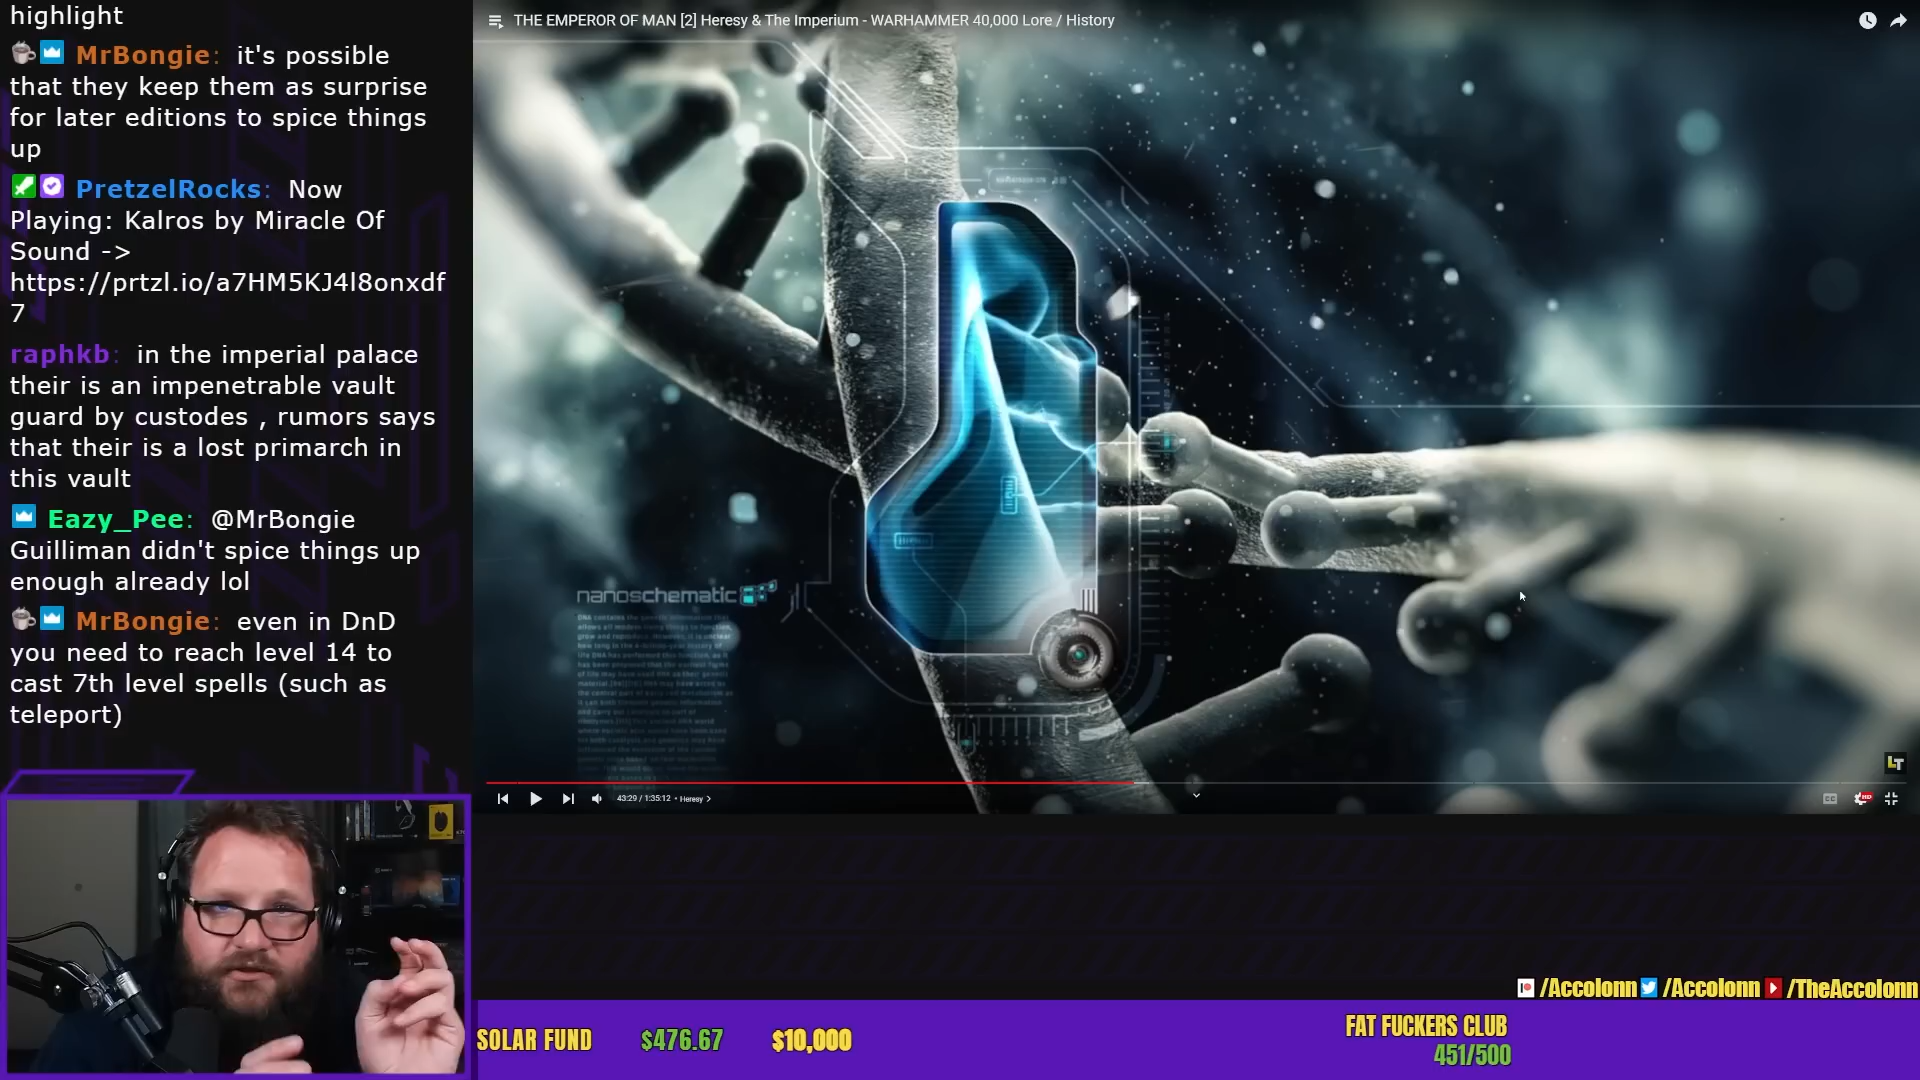 highlight
MrBongie: it's possible
that they keep them as surprise
for later editions to spice things
up
PretzelRocks: Now
Playing: Kalros by Miracle Of
Sound ->
https://prtzl.io/a7HM5KJ4l8onxdf
7
raphkb: in the imperial palace
their is an impenetrable vault
guard by custodes , rumors says
that their is a lost primarch in
this vault
Eazy_Pee: @MrBongie
Guilliman didn't spice things up
enough already lol
MrBongie: even in DnD
you need to reach level 14 to
cast 7th level spells (such as
teleport)
THE EMPEROR OF MAN [2] Heresy & The Imperium - WARHAMMER 40,000 Lore / History
nanoschematic
LT
43:29 / 1:35:12 • Heresy >
CC
HD
/Accolonn /Accolonn /TheAccolonn
SOLAR FUND $476.67 $10,000
FAT FUCKERS CLUB
451/500